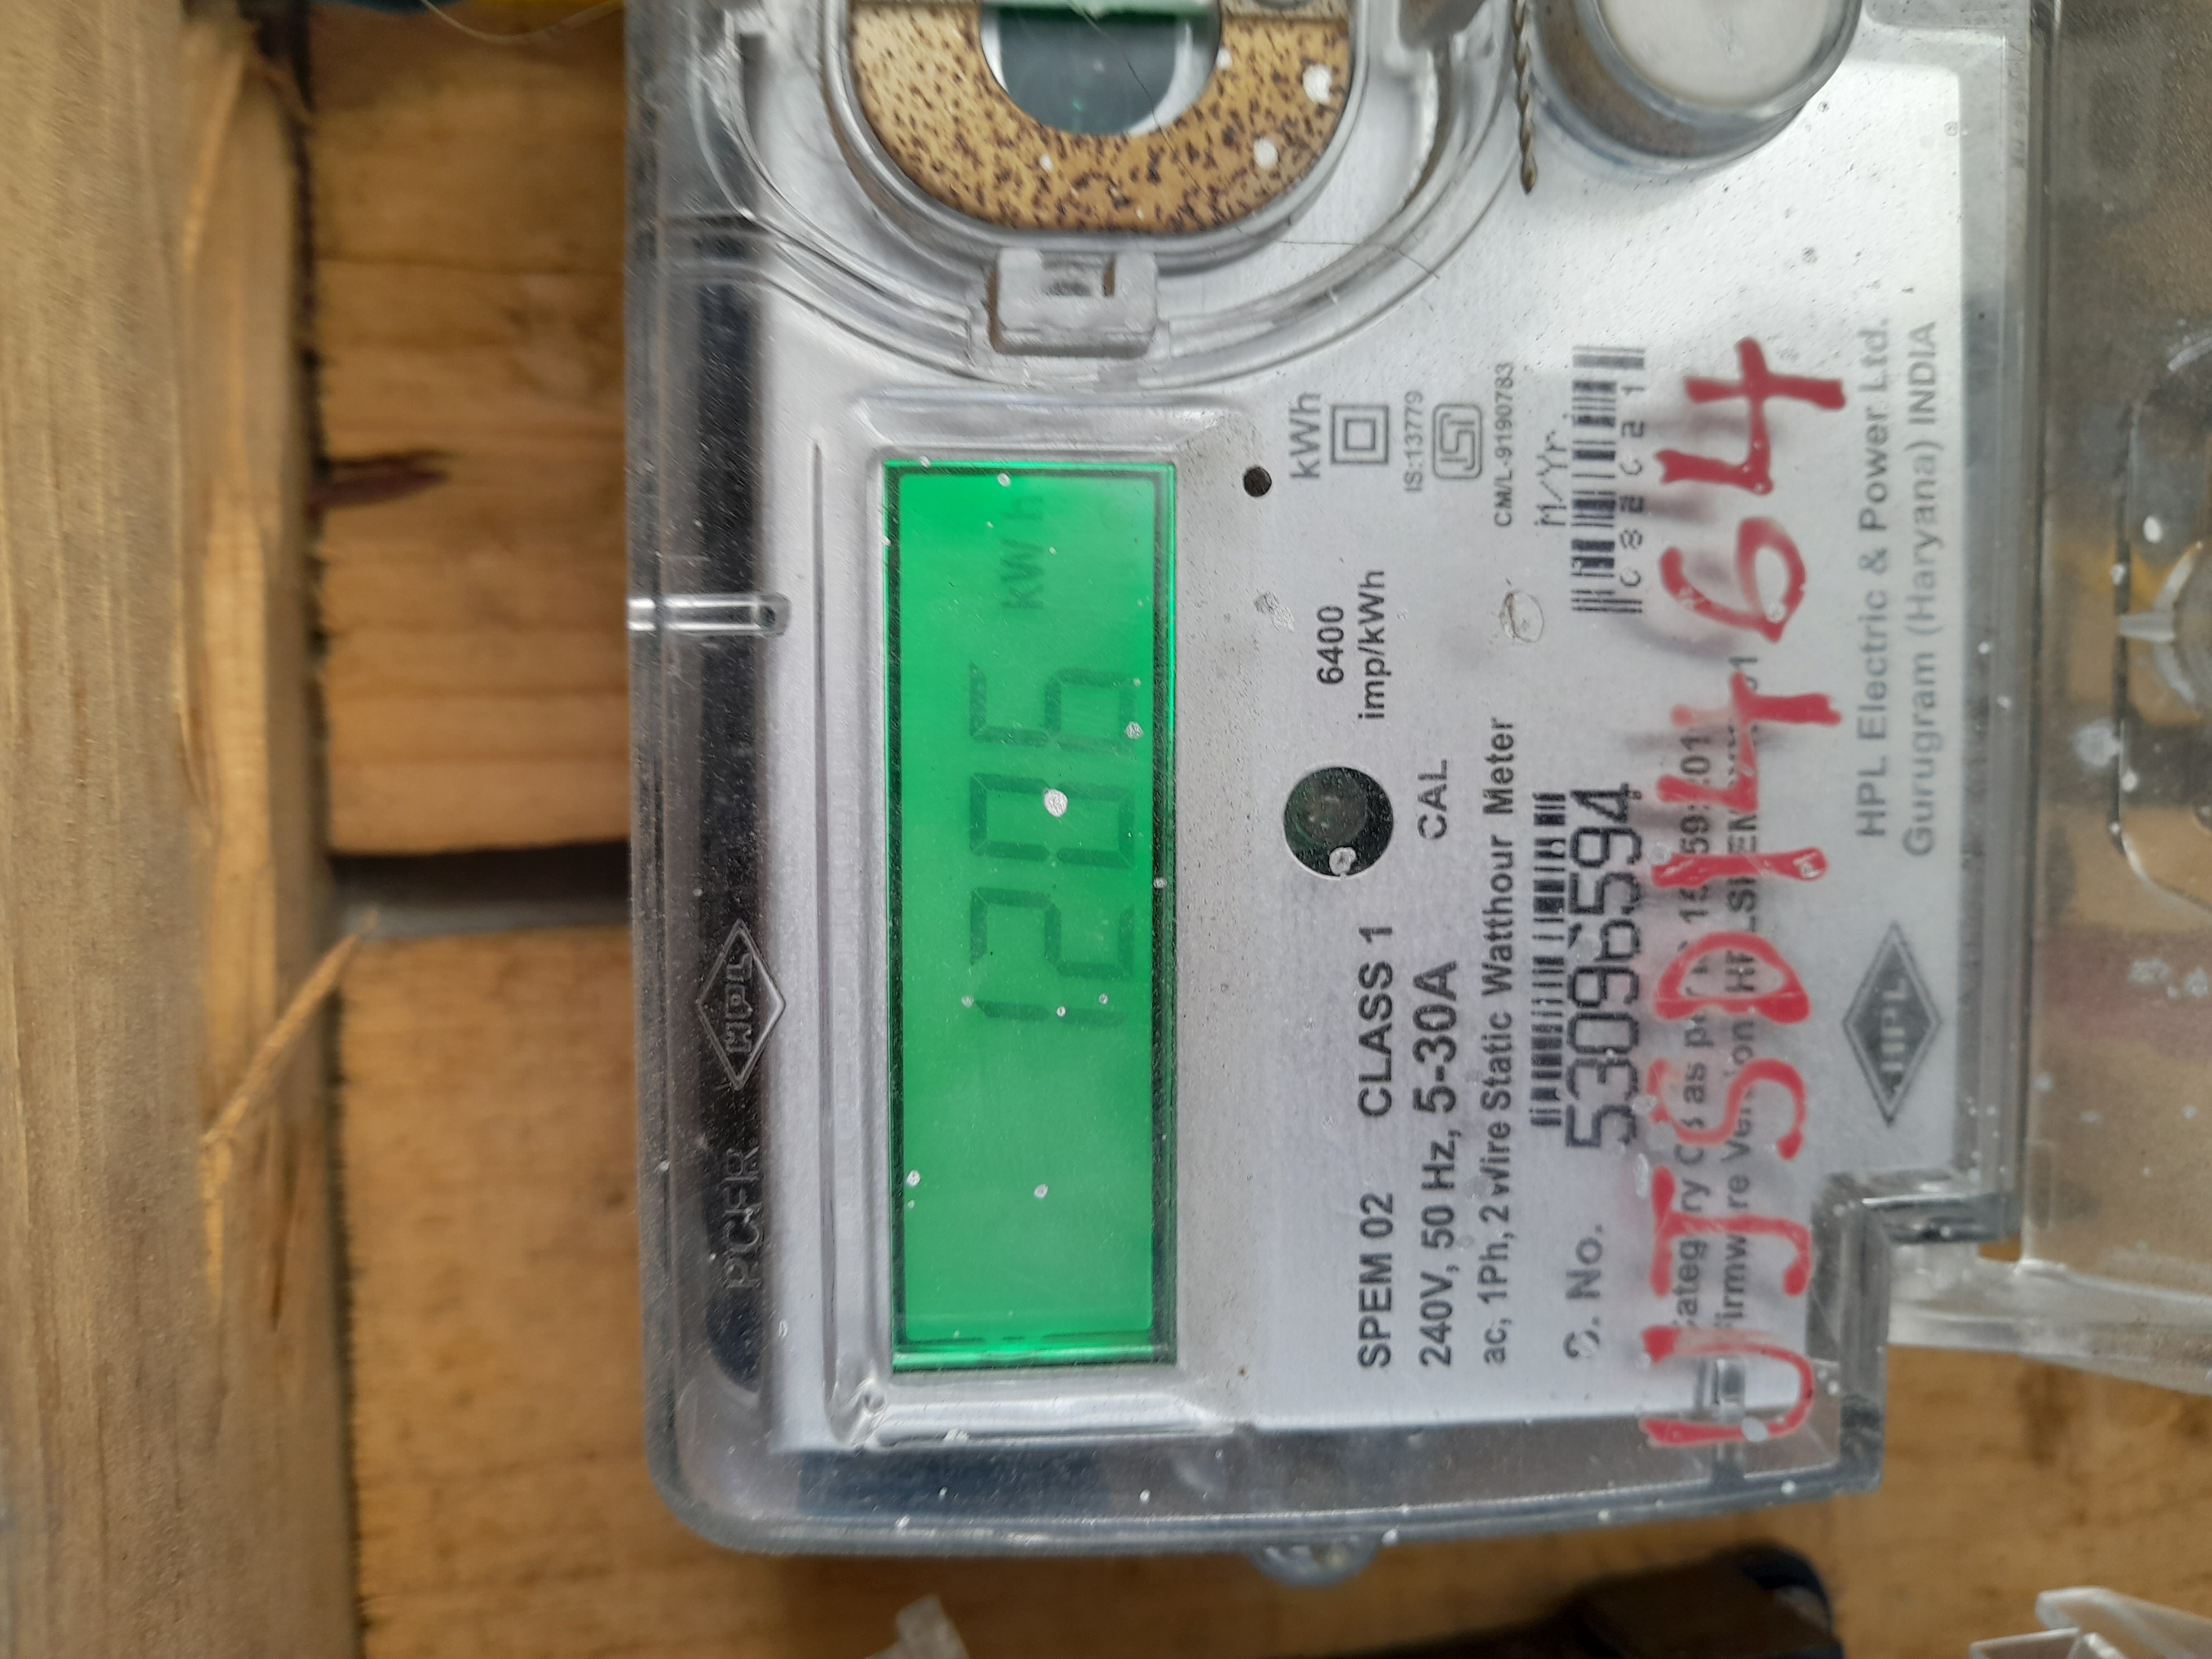 HPL
PCFR
1206
kWh
kWh
IS:13779
CM/L-9190783
SPEM 02 CLASS 1
6400
imp/kWh
240V, 50 Hz, 5-30A CAL
ac, 1Ph, 2 Wire Static Watthour Meter
M/Yr.
S. No. 53096594
UJSD14G4
HPL
HPL Electric & Power Ltd.
Gurugram (Haryana) INDIA